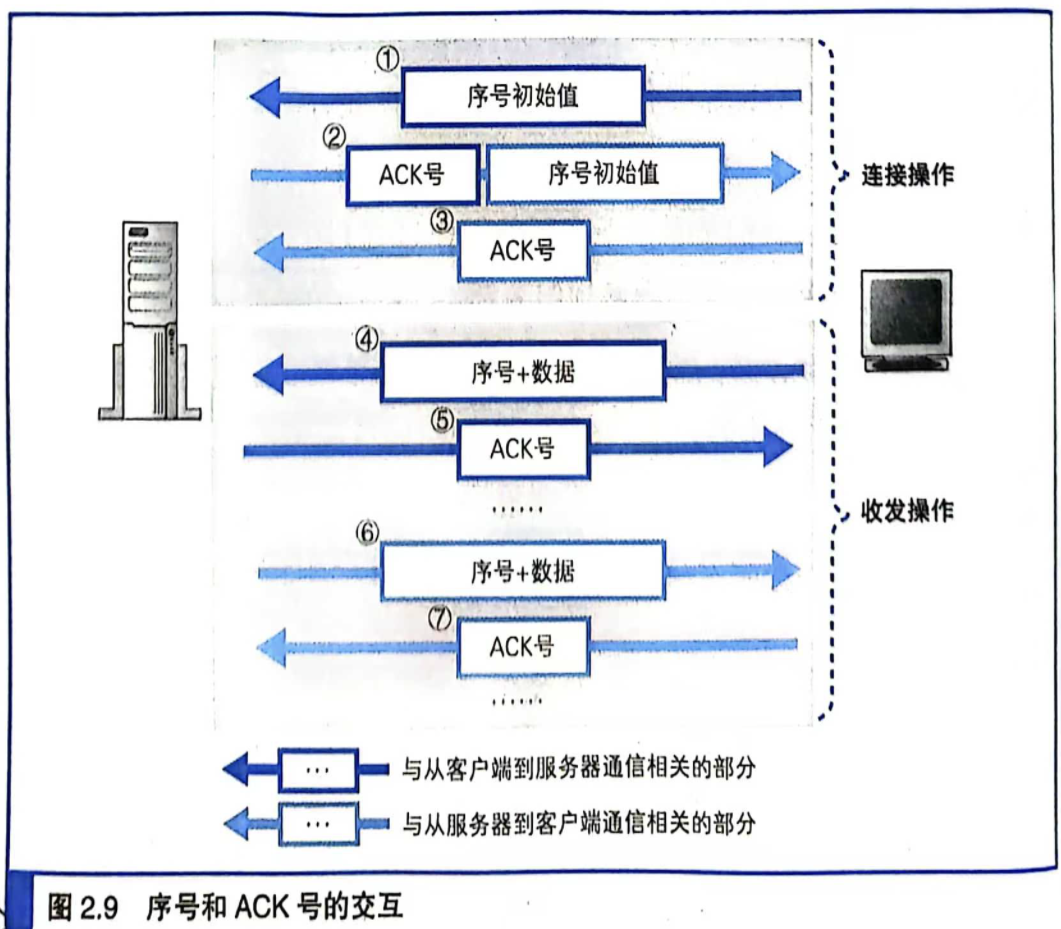 ①
序号初始值
②
ACK号
序号初始值
连接操作
③
ACK号
④
序号+数据
⑤
ACK号
……
收发操作
⑥
序号+数据
⑦
ACK号
……
… 与从客户端到服务器通信相关的部分
… 与从服务器到客户端通信相关的部分
图 2.9 序号和 ACK 号的交互